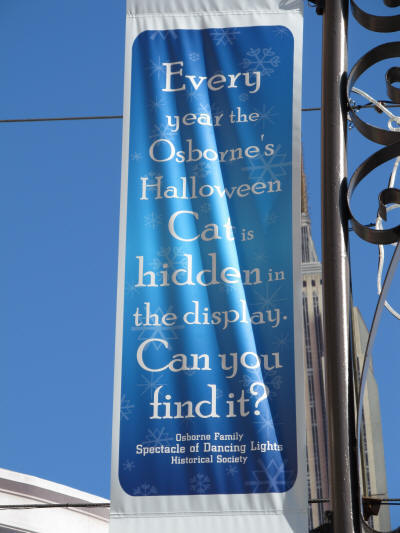 Every
year the
Osborne's
Halloween
Cat is
hidden in
the display.
Can you
find it?
Osborne Family
Spectacle of Dancing Lights
Historical Society